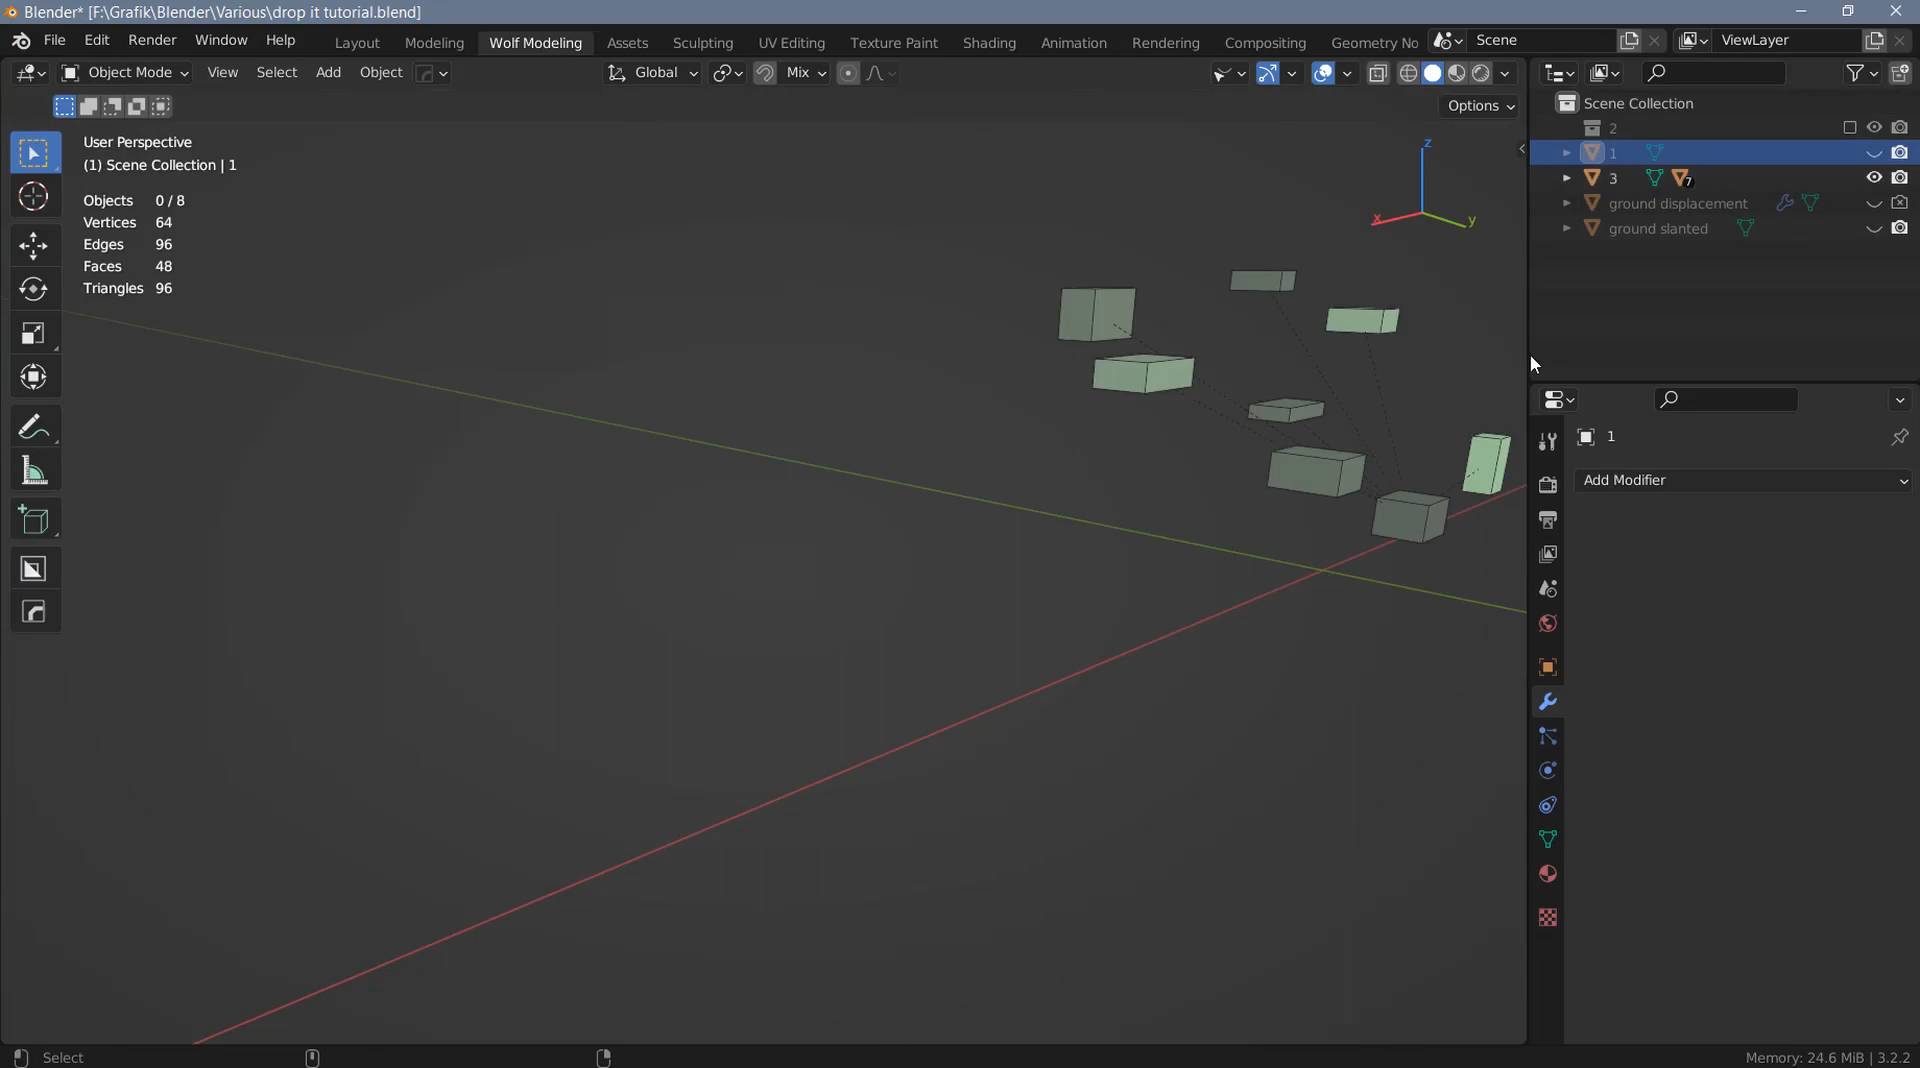 Blender* [F:\Grafik\Blender\Various\drop it tutorial.blend]
File Edit Render Window Help Layout Modeling Wolf Modeling Assets Sculpting UV Editing Texture Paint Shading Animation Rendering Compositing Geometry No Scene ViewLayer
Object Mode View Select Add Object Global Mix
Options
User Perspective
(1) Scene Collection | 1
Objects 0 / 8
Vertices 64
Edges 96
Faces 48
Triangles 96
z
x
y
Scene Collection
2
1
3 7
ground displacement
ground slanted
1
Add Modifier
Select
Memory: 24.6 MiB | 3.2.2